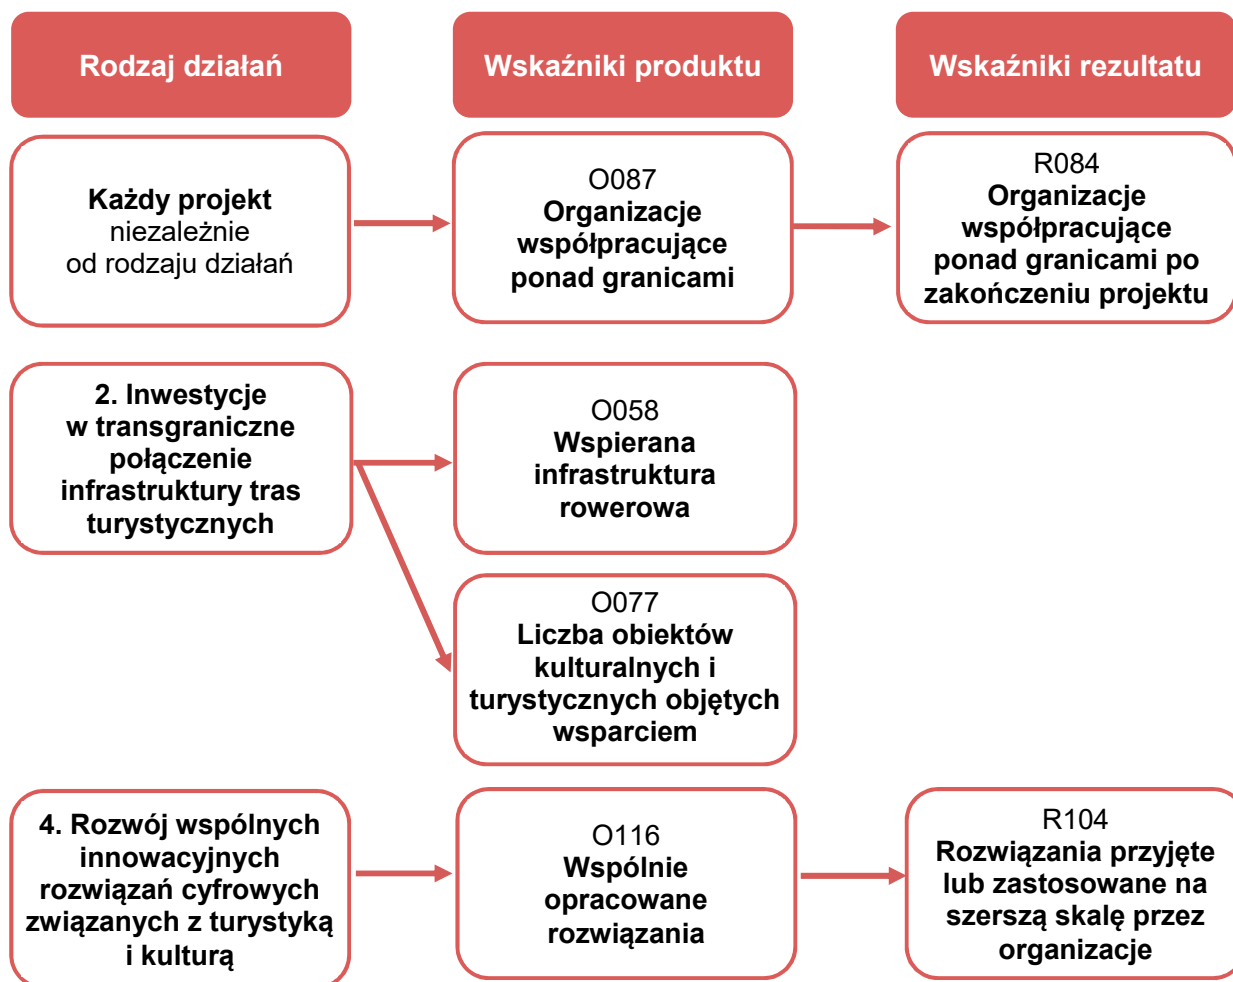 Rodzaj działań
Wskaźniki produktu
Wskaźniki rezultatu
Każdy projekt
niezależnie
od rodzaju działań
O087
Organizacje
współpracujące
ponad granicami
R084
Organizacje
współpracujące
ponad granicami po
zakończeniu projektu
2. Inwestycje
w transgraniczne
połączenie
infrastruktury tras
turystycznych
O058
Wspierana
infrastruktura
rowerowa
O077
Liczba obiektów
kulturalnych i
turystycznych objętych
wsparciem
4. Rozwój wspólnych
innowacyjnych
rozwiązań cyfrowych
związanych z turystyką
i kulturą
O116
Wspólnie
opracowane
rozwiązania
R104
Rozwiązania przyjęte
lub zastosowane na
szerszą skalę przez
organizacje